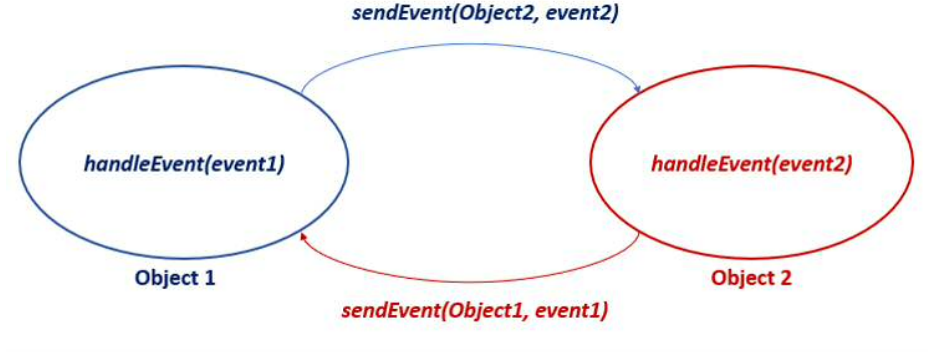 sendEvent(Object2, event2)
handleEvent(event1)
handleEvent(event2)
Object 1
Object 2
sendEvent(Object1, event1)